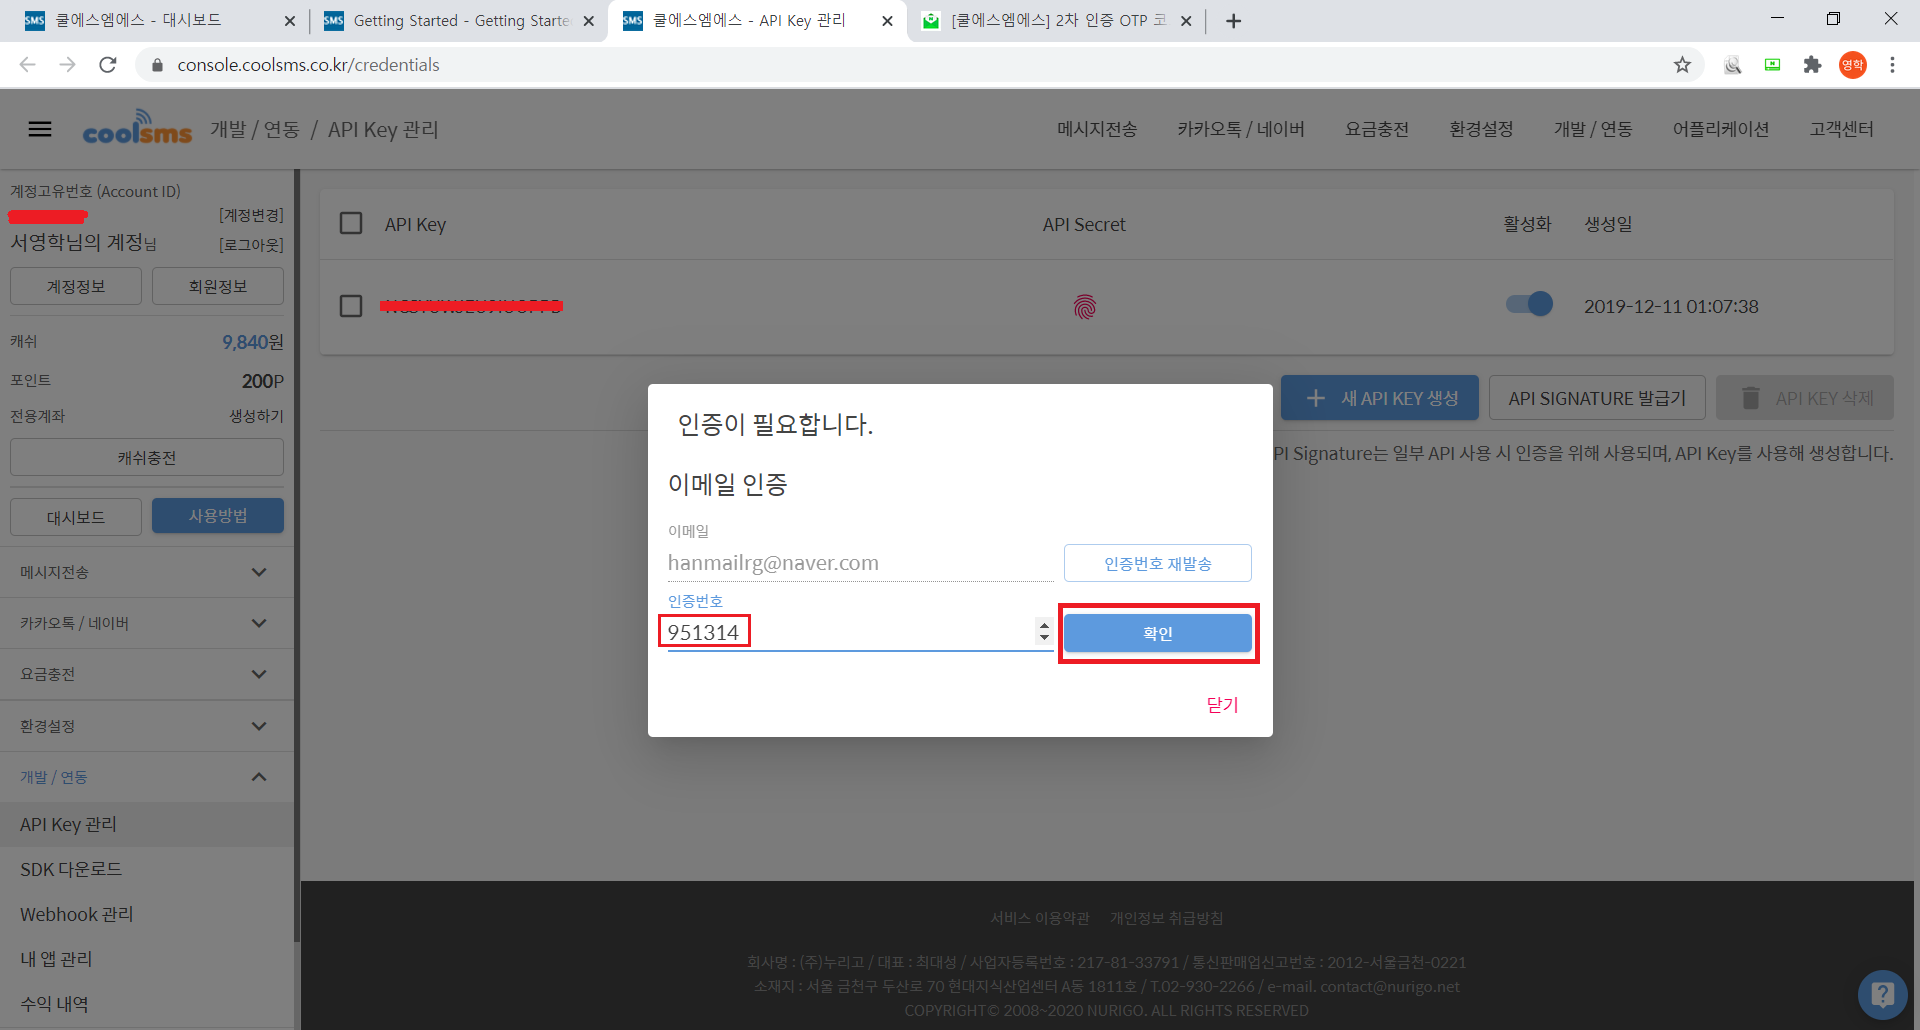 쿨에스엠에스 - 대시보드
Getting Started - Getting Starte
쿨에스엠에스 - API Key 관리
[쿨에스엠에스] 2차 인증 OTP 코
console.coolsms.co.kr/credentials
영학
coolsms
개발 / 연동 / API Key 관리
메시지전송
카카오톡 / 네이버
요금충전
환경설정
개발 / 연동
어플리케이션
고객센터
계정고유번호 (Account ID)
[계정변경]
서영학님의 계정님
[로그아웃]
계정정보
회원정보
캐쉬
9,840원
포인트
200P
전용계좌
생성하기
캐쉬충전
대시보드
사용방법
메시지전송
카카오톡 / 네이버
요금충전
환경설정
개발 / 연동
API Key 관리
SDK 다운로드
Webhook 관리
내 앱 관리
수익 내역
API Key
API Secret
활성화
생성일
2019-12-11 01:07:38
새 API KEY 생성
API SIGNATURE 발급기
API KEY 삭제
PI Signature는 일부 API 사용 시 인증을 위해 사용되며, API Key를 사용해 생성합니다.
인증이 필요합니다.
이메일 인증
이메일
hanmailrg@naver.com
인증번호 재발송
인증번호
951314
확인
닫기
서비스 이용약관 개인정보 취급방침
회사명 : (주)누리고 / 대표 : 최대성 / 사업자등록번호 : 217-81-33791 / 통신판매업신고번호 : 2012-서울금천-0221
소재지 : 서울 금천구 두산로 70 현대지식산업센터 A동 1811호 / T.02-930-2266 / e-mail. contact@nurigo.net
COPYRIGHT© 2008~2020 NURIGO. ALL RIGHTS RESERVED